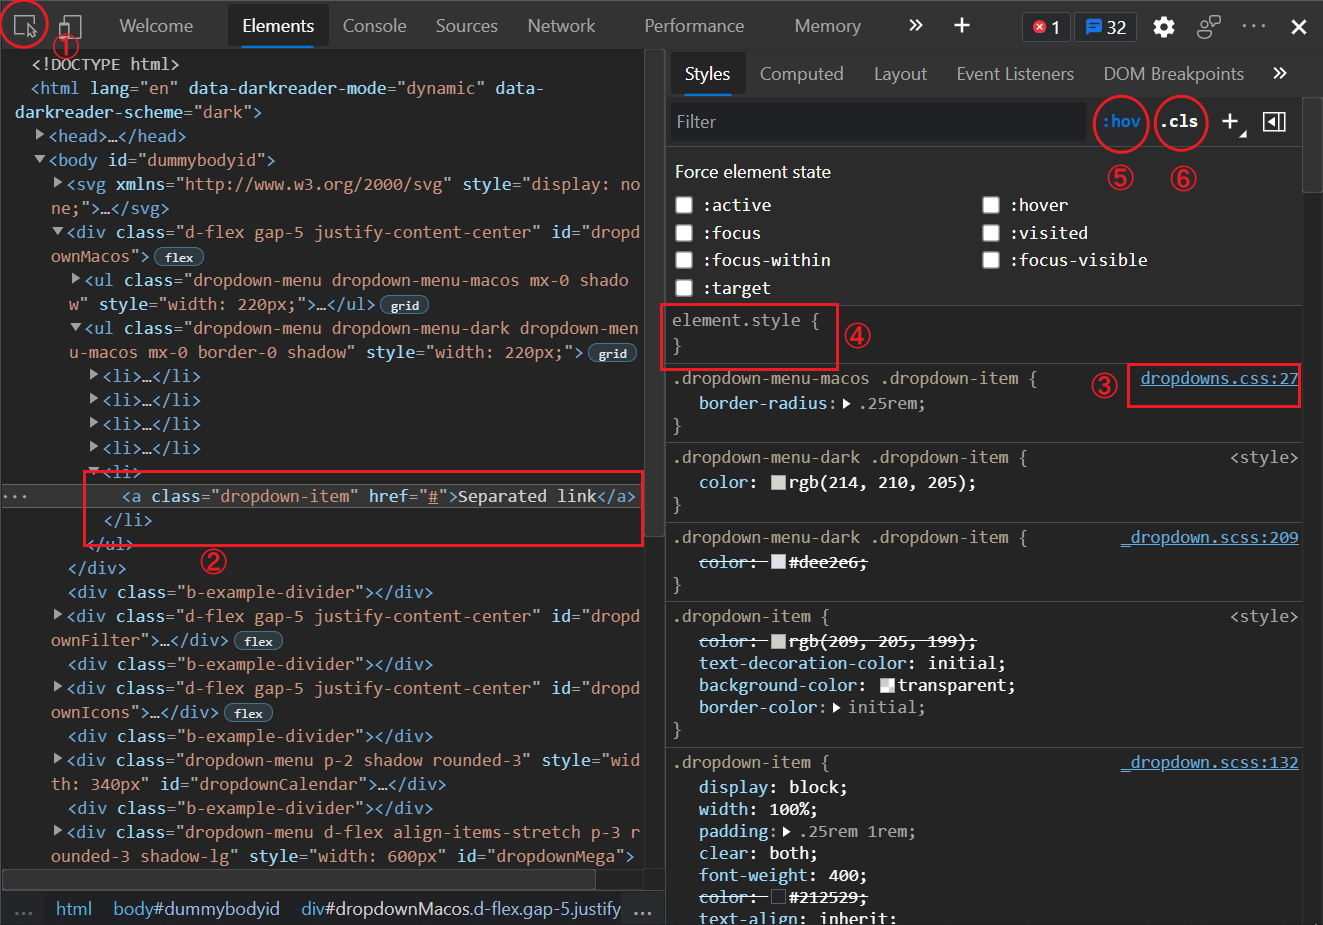 Welcome Elements Console Sources Network Performance Memory » + 1 32 ··· ✕
①
<!DOCTYPE html>
<html lang="en" data-darkreader-mode="dynamic" data-
darkreader-scheme="dark">
<head>…</head>
<body id="dummybodyid">
<svg xmlns="http://www.w3.org/2000/svg" style="display: no
ne;">…</svg>
<div class="d-flex gap-5 justify-content-center" id="dropd
ownMacos"> flex
<ul class="dropdown-menu dropdown-menu-macos mx-0 shado
w" style="width: 220px;">…</ul> grid
<ul class="dropdown-menu dropdown-menu-dark dropdown-men
u-macos mx-0 border-0 shadow" style="width: 220px;"> grid
<li>…</li>
<li>…</li>
<li>…</li>
<li>…</li>
<li>
··· <a class="dropdown-item" href="#">Separated link</a>
</li>
</ul>
②
</div>
<div class="b-example-divider"></div>
<div class="d-flex gap-5 justify-content-center" id="dropd
ownFilter">…</div> flex
<div class="b-example-divider"></div>
<div class="d-flex gap-5 justify-content-center" id="dropd
ownIcons">…</div> flex
<div class="b-example-divider"></div>
<div class="dropdown-menu p-2 shadow rounded-3" style="wid
th: 340px" id="dropdownCalendar">…</div>
<div class="b-example-divider"></div>
<div class="dropdown-menu d-flex align-items-stretch p-3 r
ounded-3 shadow-lg" style="width: 600px" id="dropdownMega">
... html body#dummybodyid div#dropdownMacos.d-flex.gap-5.justify ...
Styles Computed Layout Event Listeners DOM Breakpoints »
Filter :hov .cls +
⑤ ⑥
Force element state
:active :hover
:focus :visited
:focus-within :focus-visible
:target
element.style {
}
④
.dropdown-menu-macos .dropdown-item { ③ dropdowns.css:27
border-radius: .25rem;
}
.dropdown-menu-dark .dropdown-item { <style>
color: rgb(214, 210, 205);
}
.dropdown-menu-dark .dropdown-item { _dropdown.scss:209
color: #dee2e6;
}
.dropdown-item { <style>
color: rgb(209, 205, 199);
text-decoration-color: initial;
background-color: transparent;
border-color: initial;
}
.dropdown-item { _dropdown.scss:132
display: block;
width: 100%;
padding: .25rem 1rem;
clear: both;
font-weight: 400;
color: #212529;
text-align: inherit;